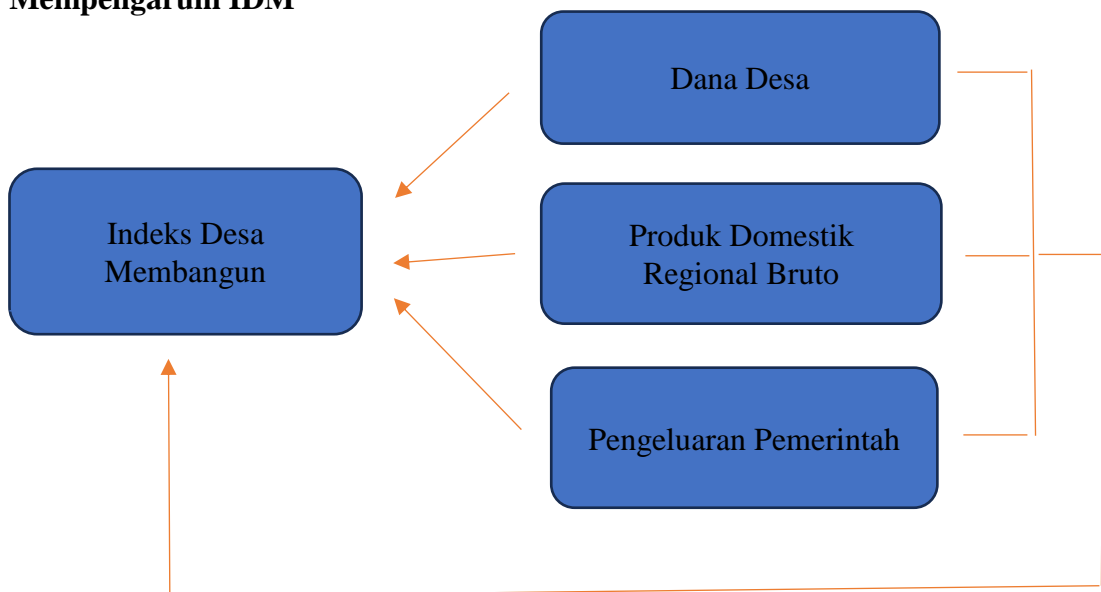 Mempengaruhi IDM
Dana Desa
Indeks Desa
Membangun
Produk Domestik
Regional Bruto
Pengeluaran Pemerintah